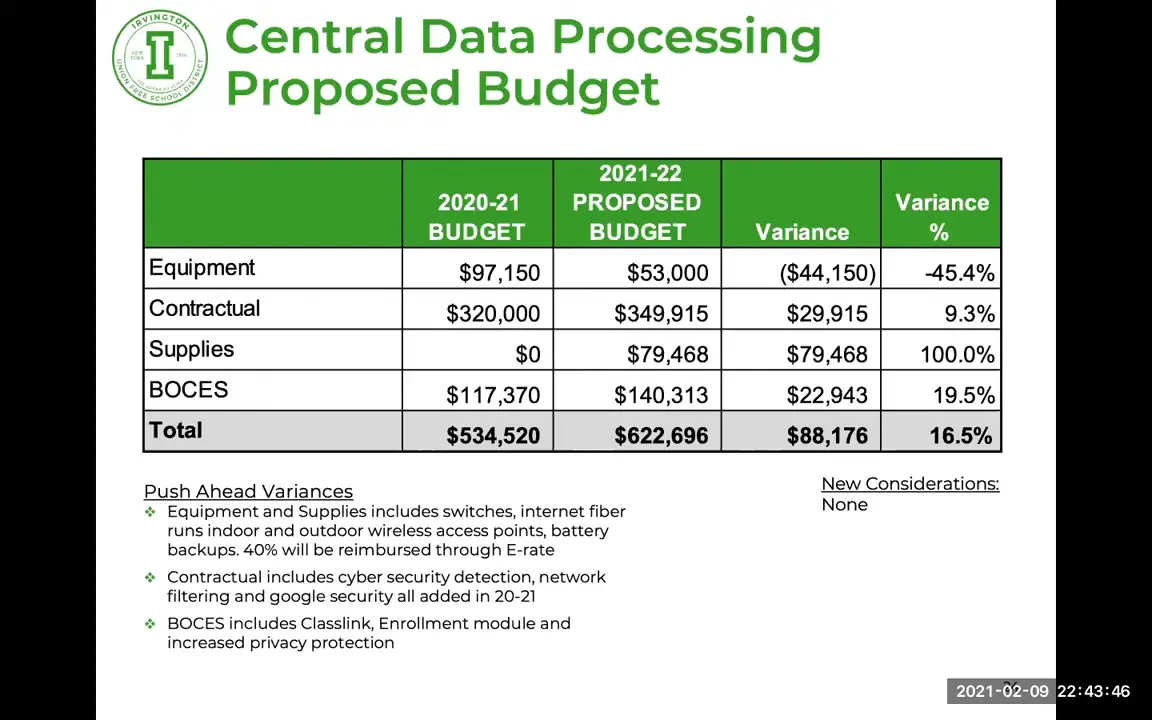 IRVINGTON
UNION FREE SCHOOL DISTRICT
I
Central Data Processing
Proposed Budget
2020-21 BUDGET 2021-22 PROPOSED BUDGET Variance Variance %
Equipment $97,150 $53,000 ($44,150) -45.4%
Contractual $320,000 $349,915 $29,915 9.3%
Supplies $0 $79,468 $79,468 100.0%
BOCES $117,370 $140,313 $22,943 19.5%
Total $534,520 $622,696 $88,176 16.5%
Push Ahead Variances
Equipment and Supplies includes switches, internet fiber
runs indoor and outdoor wireless access points, battery
backups. 40% will be reimbursed through E-rate
Contractual includes cyber security detection, network
filtering and google security all added in 20-21
BOCES includes Classlink, Enrollment module and
increased privacy protection
New Considerations:
None
2021-02-09 22:43:46